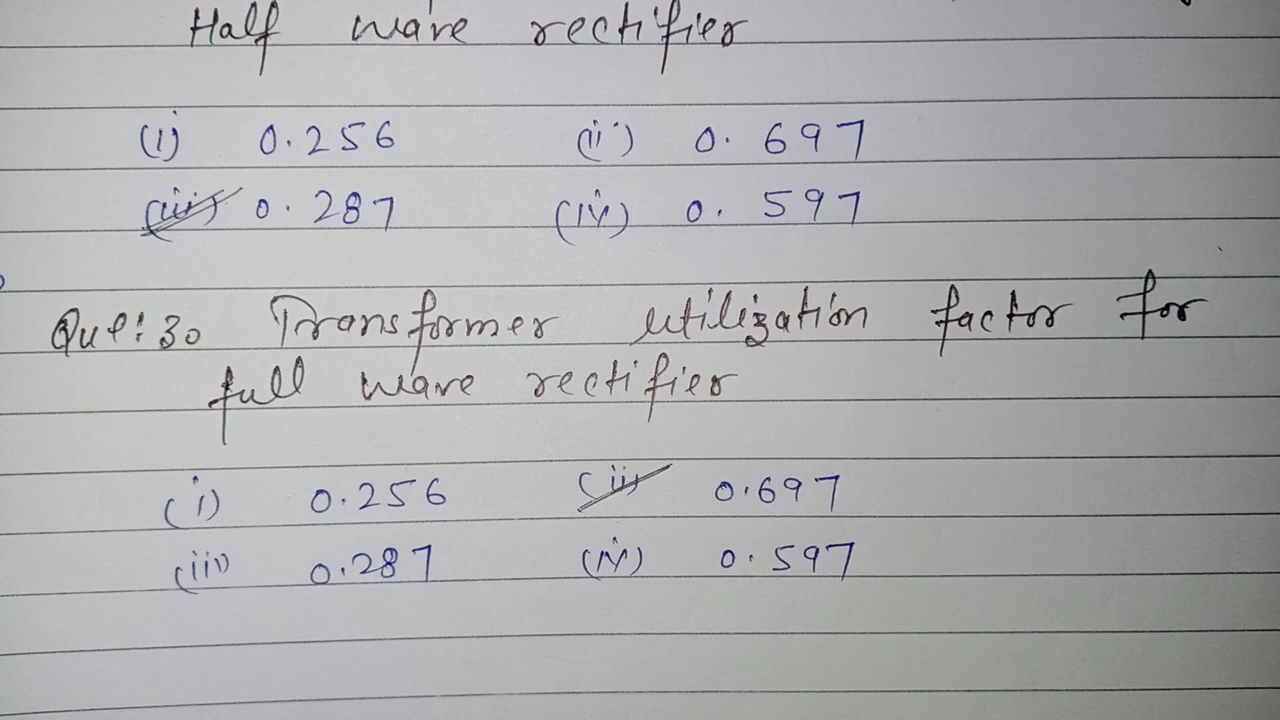 Half wave rectifier
(i) 0.256 (ii) 0.697
(iii) 0.287 (iv) 0.597
Que:30 Transformer utilization factor for
full wave rectifier
(i) 0.256 (ii) 0.697
(iii) 0.287 (iv) 0.597